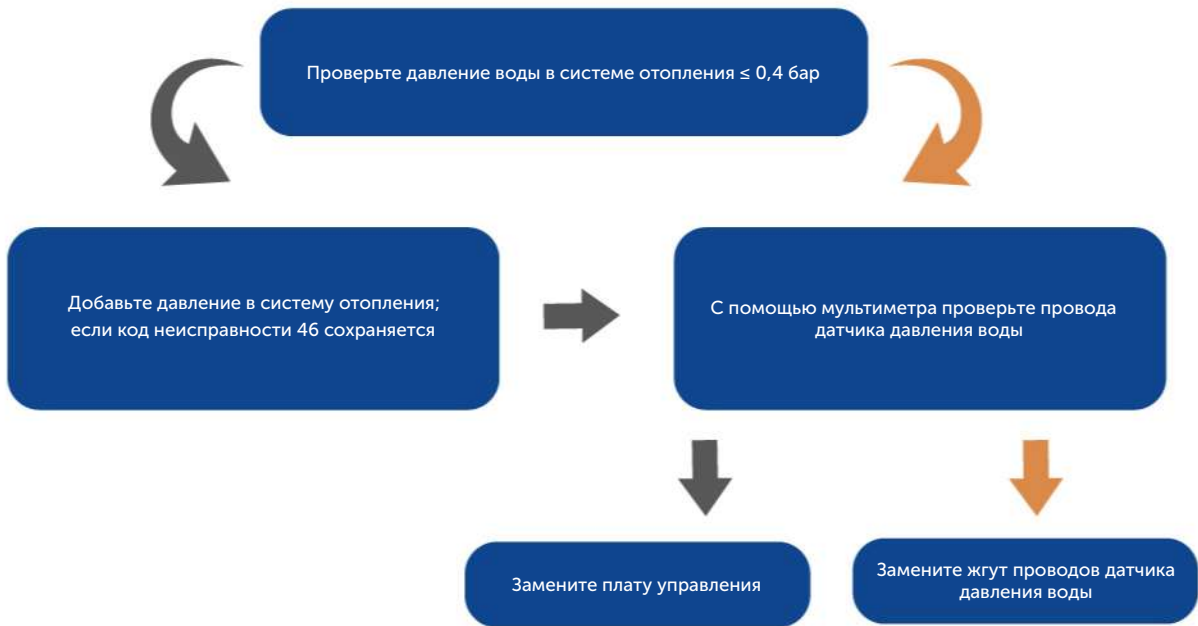 Проверьте давление воды в системе отопления ≤ 0,4 бар
Добавьте давление в систему отопления;
если код неисправности 46 сохраняется
С помощью мультиметра проверьте провода
датчика давления воды
Замените плату управления
Замените жгут проводов датчика
давления воды